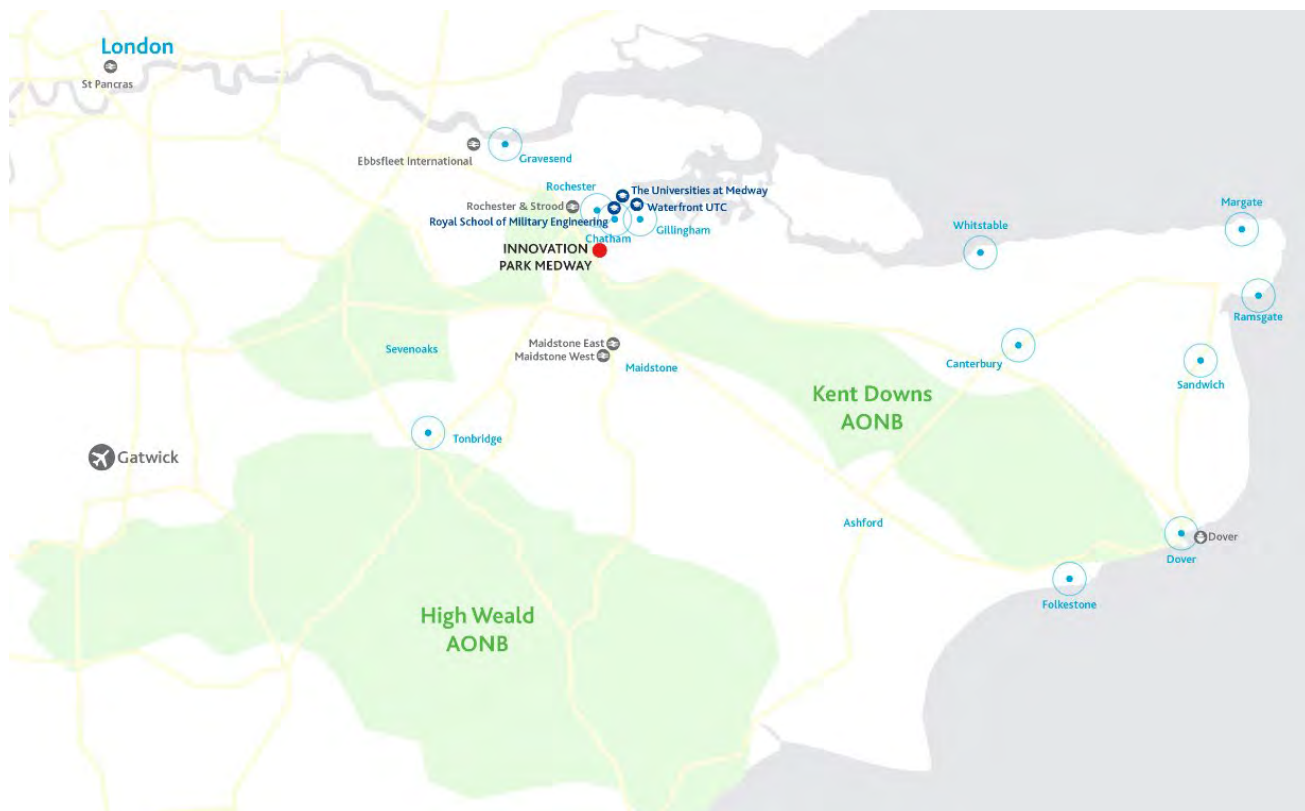 London
St Pancras
Ebbsfleet International
Gravesend
Rochester
The Universities at Medway
Rochester & Strood
Waterfront UTC
Royal School of Military Engineering
Gillingham
Chatham
INNOVATION
PARK MEDWAY
Margate
Whitstable
Ramsgate
Maidstone East
Sevenoaks
Maidstone West
Maidstone
Canterbury
Sandwich
Kent Downs
AONB
Tonbridge
Gatwick
Ashford
Dover
Dover
Folkestone
High Weald
AONB